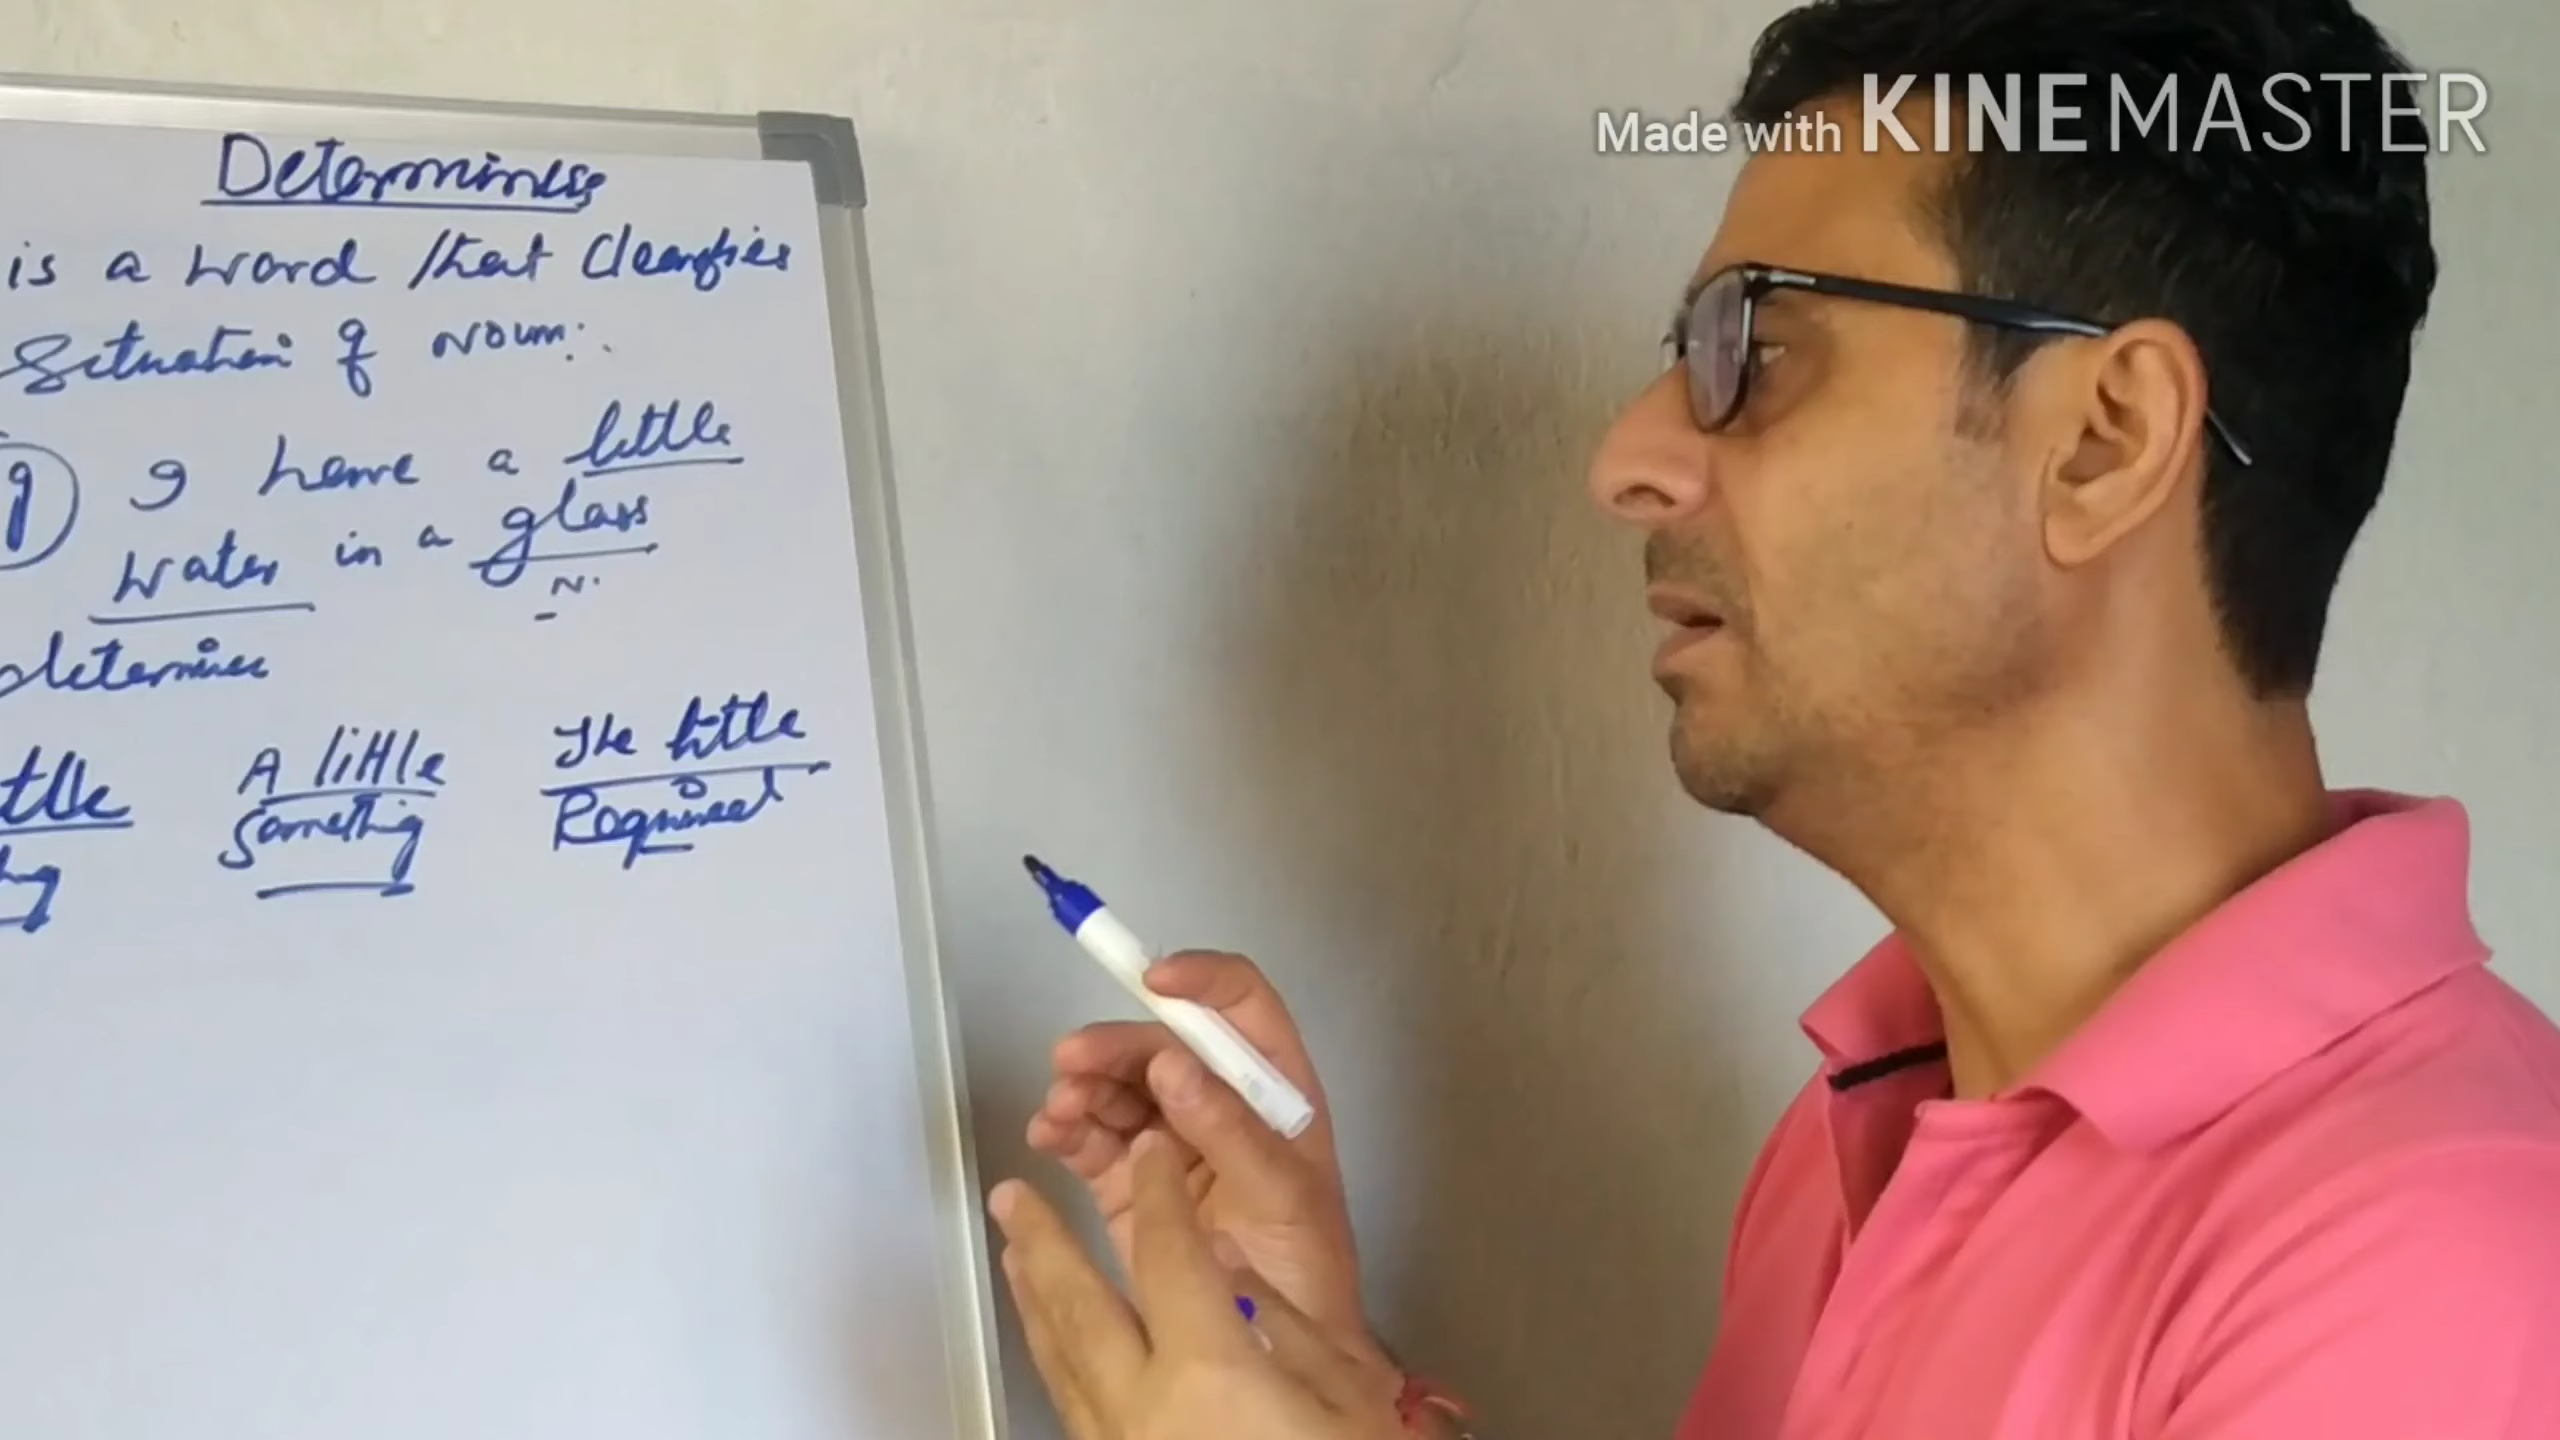 Made with KINEMASTER
Determiners
is a word that Clearifies
Situation of Noun.
I have a little
water in a glass
N.
determiner
A little The little
Something Required